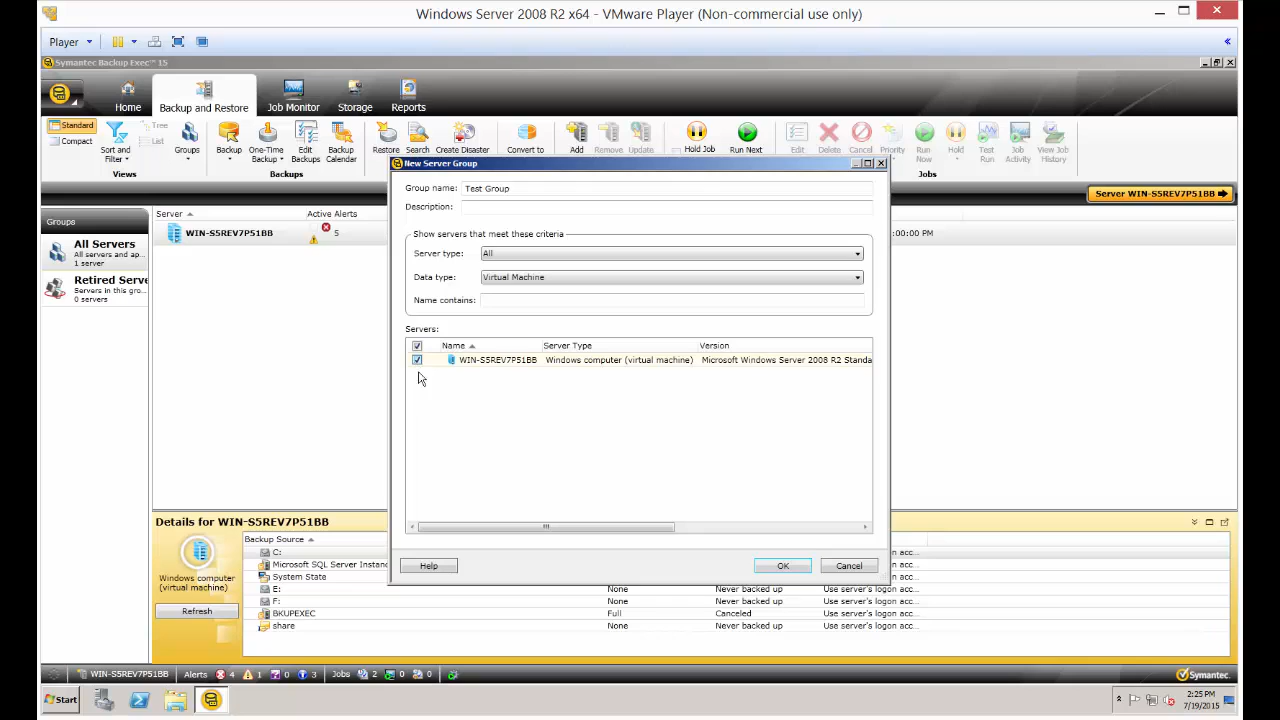 Windows Server 2008 R2 x64 - VMware Player (Non-commercial use only)
Player
Symantec Backup Exec™ 15
Home
Backup and Restore
Job Monitor
Storage
Reports
Standard
Compact
Sort and Filter
Tree
List
Groups
Views
Backup
One-Time Backup
Edit Backups
Backup Calendar
Backups
Restore
Search
Create Disaster
Convert to
Add
Remove
Update
Hold Job
Run Next
Edit
Delete
Cancel
Priority
Run Now
Hold
Test Run
Job Activity
View Job History
Jobs
Server WIN-S5REV7P51BB
Groups
All Servers
All servers and ap...
1 server
Retired Serve
Servers in this gro...
0 servers
Server
Active Alerts
WIN-S5REV7P51BB
5
:00:00 PM
New Server Group
Group name: Test Group
Description:
Show servers that meet these criteria
Server type: All
Data type: Virtual Machine
Name contains:
Servers:
Name Server Type Version
WIN-S5REV7P51BB Windows computer (virtual machine) Microsoft Windows Server 2008 R2 Standa
Help
OK
Cancel
Details for WIN-S5REV7P51BB
Windows computer (virtual machine)
Refresh
Backup Source
C: ool acc...
Microsoft SQL Server Instanc
System State
E: None Never backed up Use server's logon acc...
F: None Never backed up Use server's logon acc...
BKUPEXEC Full Canceled Use server's logon acc...
share None Never backed up Use server's logon acc...
WIN-S5REV7P51BB Alerts 4 1 0 3 Jobs 2 0 0
Symantec.
Start
2:25 PM
7/19/2015